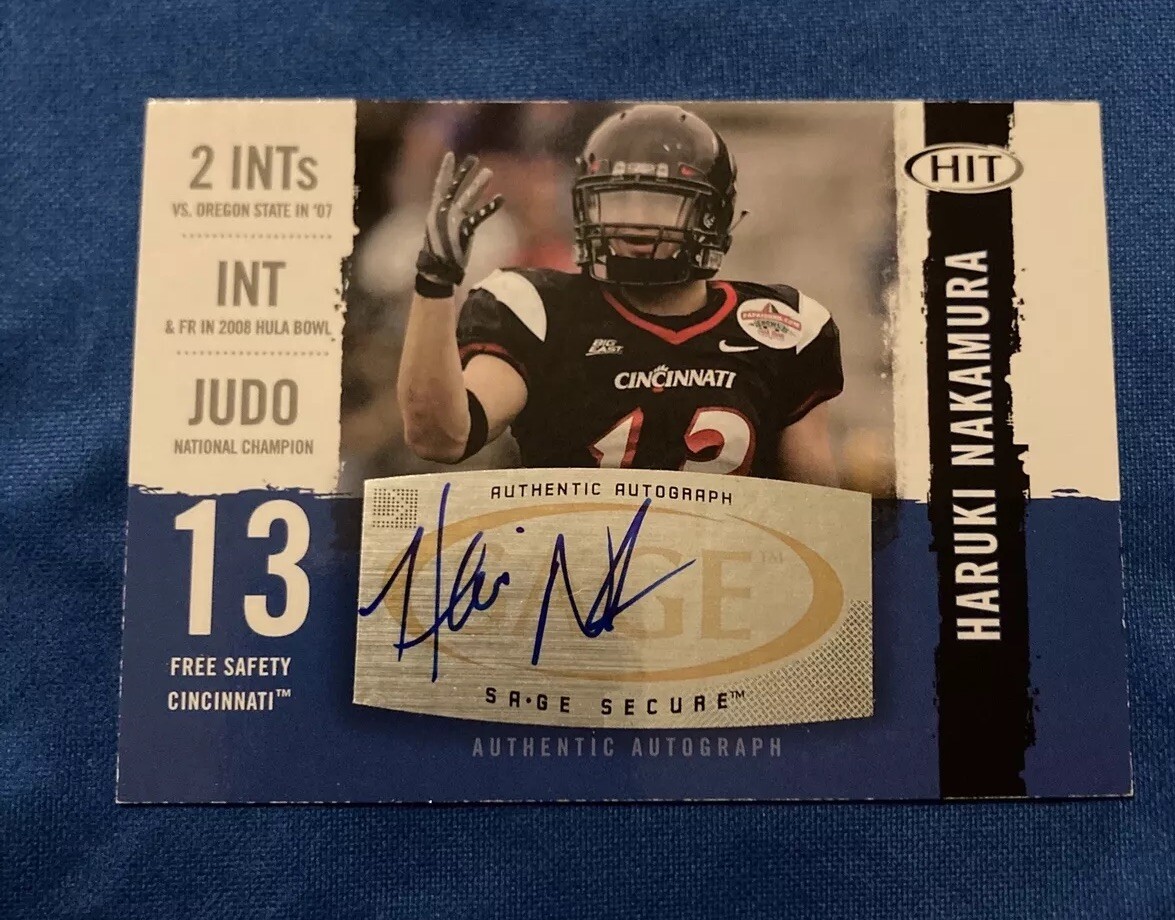 2 INTs
VS. OREGON STATE IN '07
INT
& FR IN 2008 HULA BOWL
JUDO
NATIONAL CHAMPION
13
FREE SAFETY
CINCINNATI™
BIG
EAST
CINCINNATI
13
AUTHENTIC AUTOGRAPH
SAGE™
SA•GE SECURE™
AUTHENTIC AUTOGRAPH
HIT
HARUKI NAKAMURA